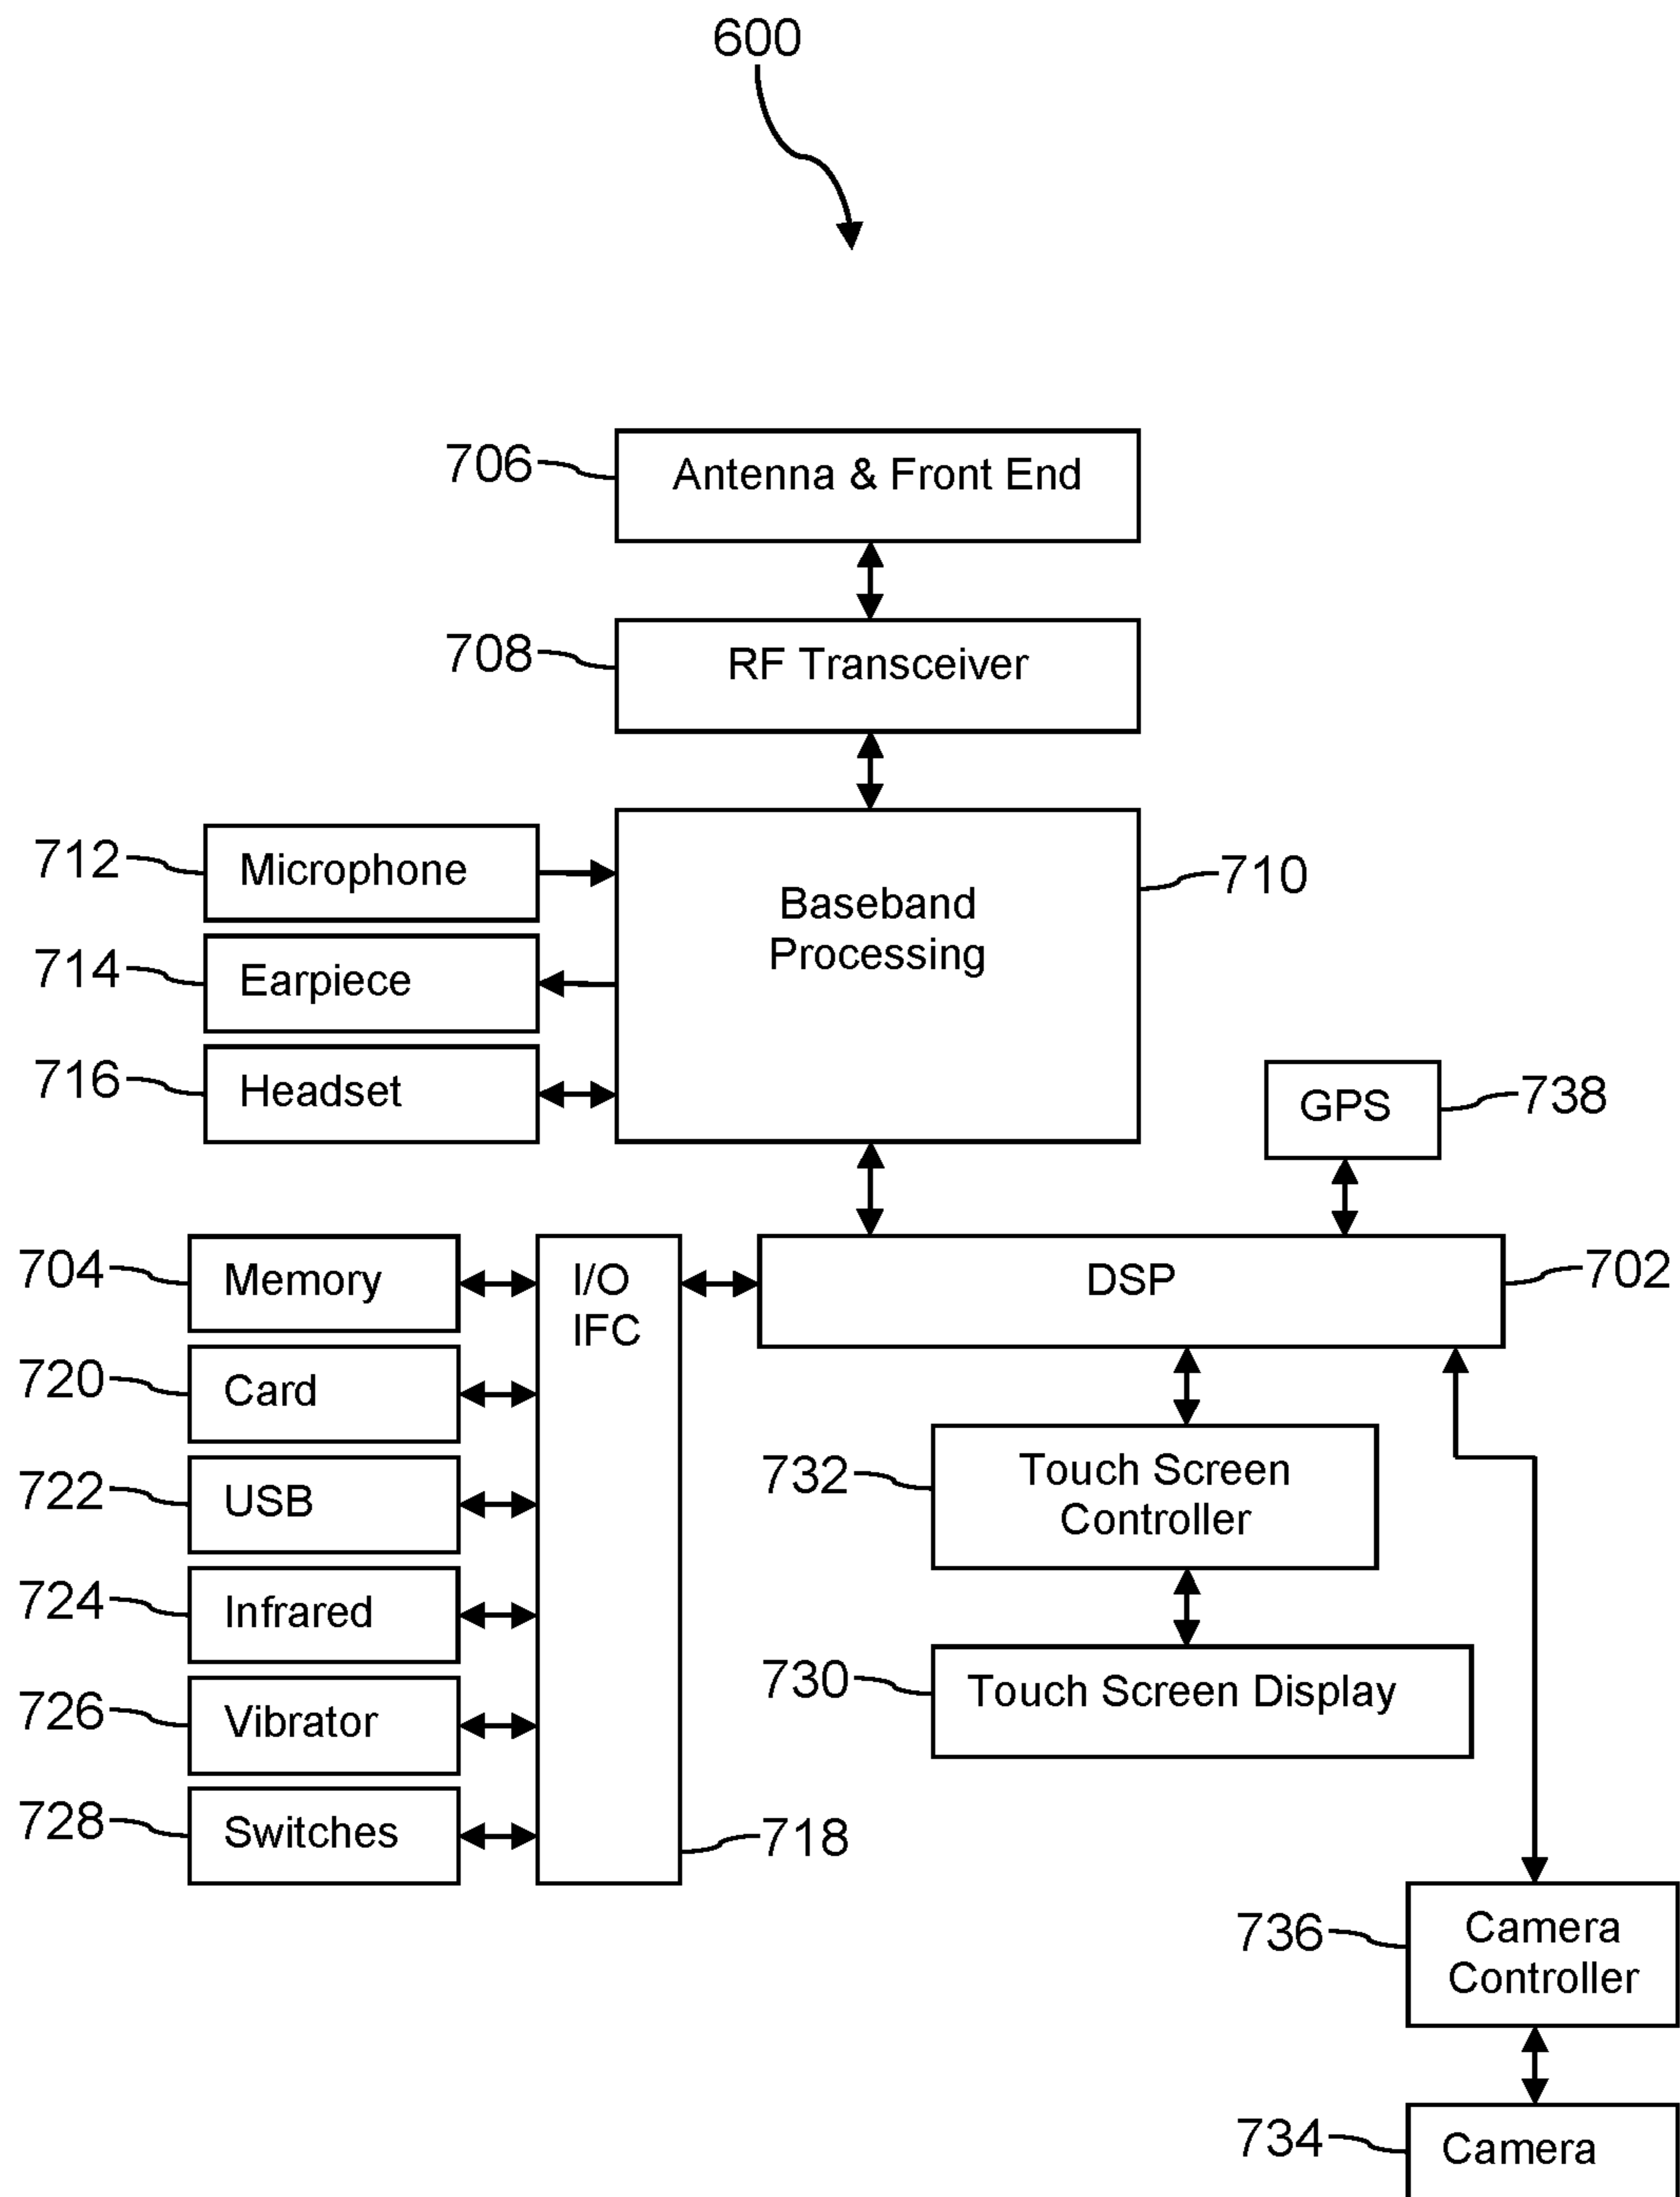 600
706
Antenna & Front End
708
RF Transceiver
712
Microphone
Baseband
Processing
710
714
Earpiece
716
Headset
GPS
738
704
Memory
I/O
IFC
DSP
702
720
Card
722
USB
732
Touch Screen
Controller
724
Infrared
726
Vibrator
730
Touch Screen Display
728
Switches
718
736
Camera
Controller
734
Camera